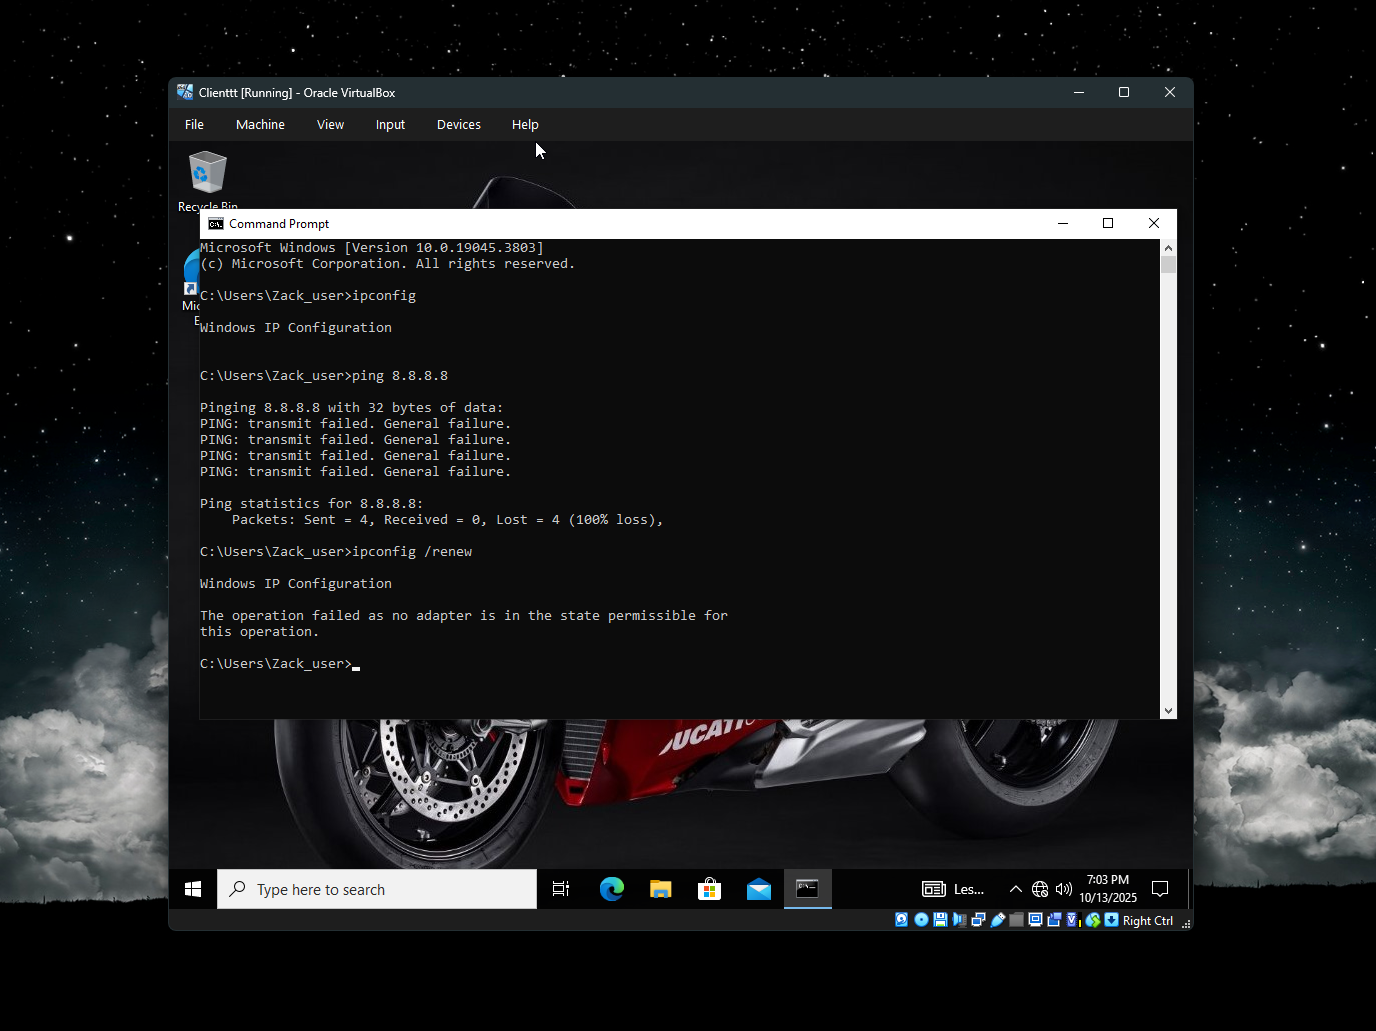 Clienttt [Running] - Oracle VirtualBox
File Machine View Input Devices Help
Recycle Bin
Command Prompt
Microsoft Windows [Version 10.0.19045.3803]
(c) Microsoft Corporation. All rights reserved.
C:\Users\Zack_user>ipconfig
Windows IP Configuration
C:\Users\Zack_user>ping 8.8.8.8
Pinging 8.8.8.8 with 32 bytes of data:
PING: transmit failed. General failure.
PING: transmit failed. General failure.
PING: transmit failed. General failure.
PING: transmit failed. General failure.
Ping statistics for 8.8.8.8:
Packets: Sent = 4, Received = 0, Lost = 4 (100% loss),
C:\Users\Zack_user>ipconfig /renew
Windows IP Configuration
The operation failed as no adapter is in the state permissible for
this operation.
C:\Users\Zack_user>
DUCATI
Type here to search
Les...
7:03 PM
10/13/2025
Right Ctrl